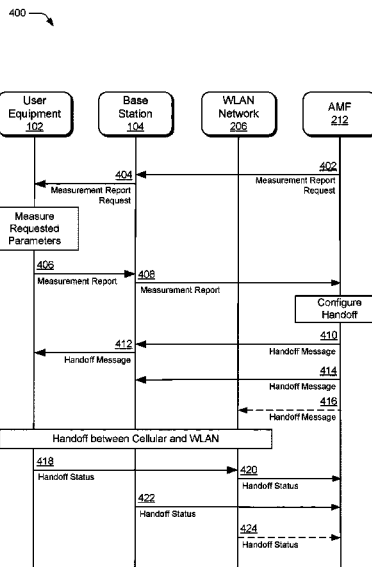 400
User
Equipment
102
Base
Station
104
WLAN
Network
206
AMF
212
404
402
Measurement Report
Request
Measurement Report
Request
Measure
Requested
Parameters
406
Measurement Report
408
Measurement Report
Configure
Handoff
412
Handoff Message
410
Handoff Message
414
Handoff Message
416
Handoff Message
Handoff between Cellular and WLAN
418
Handoff Status
420
Handoff Status
422
Handoff Status
424
Handoff Status